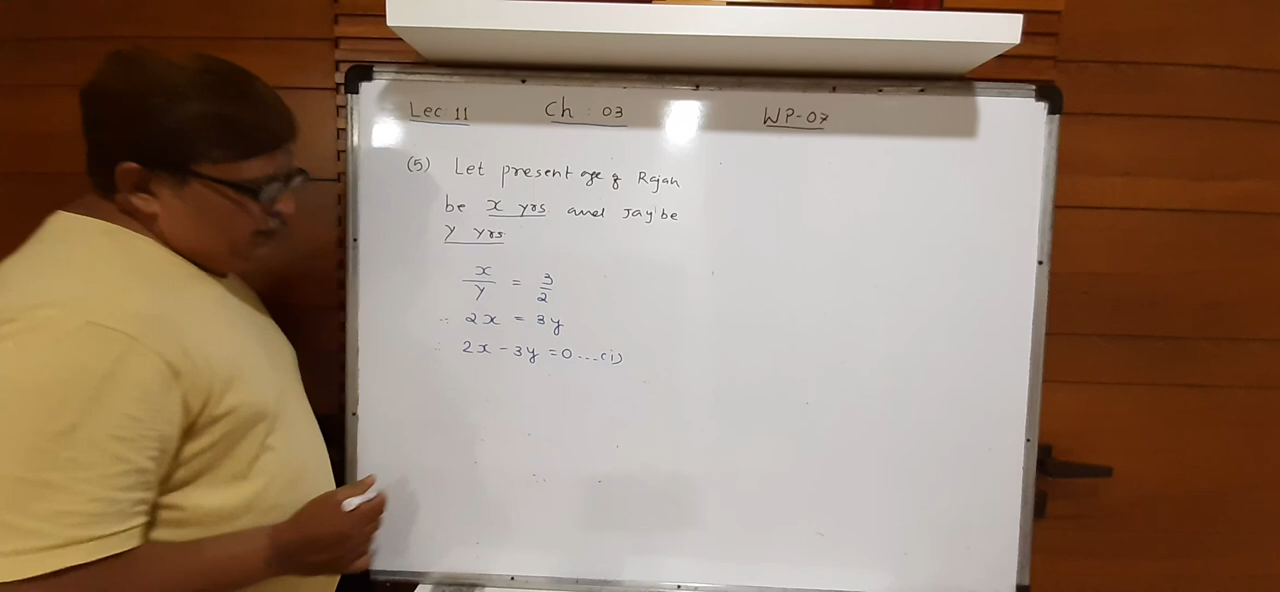 Lec 11 Ch : 03 WP-07
(5) Let present age of Rajan
be x yrs and Jay be
y yrs
x/y = 3/2
∴ 2x = 3y
∴ 2x - 3y = 0 ...(i)